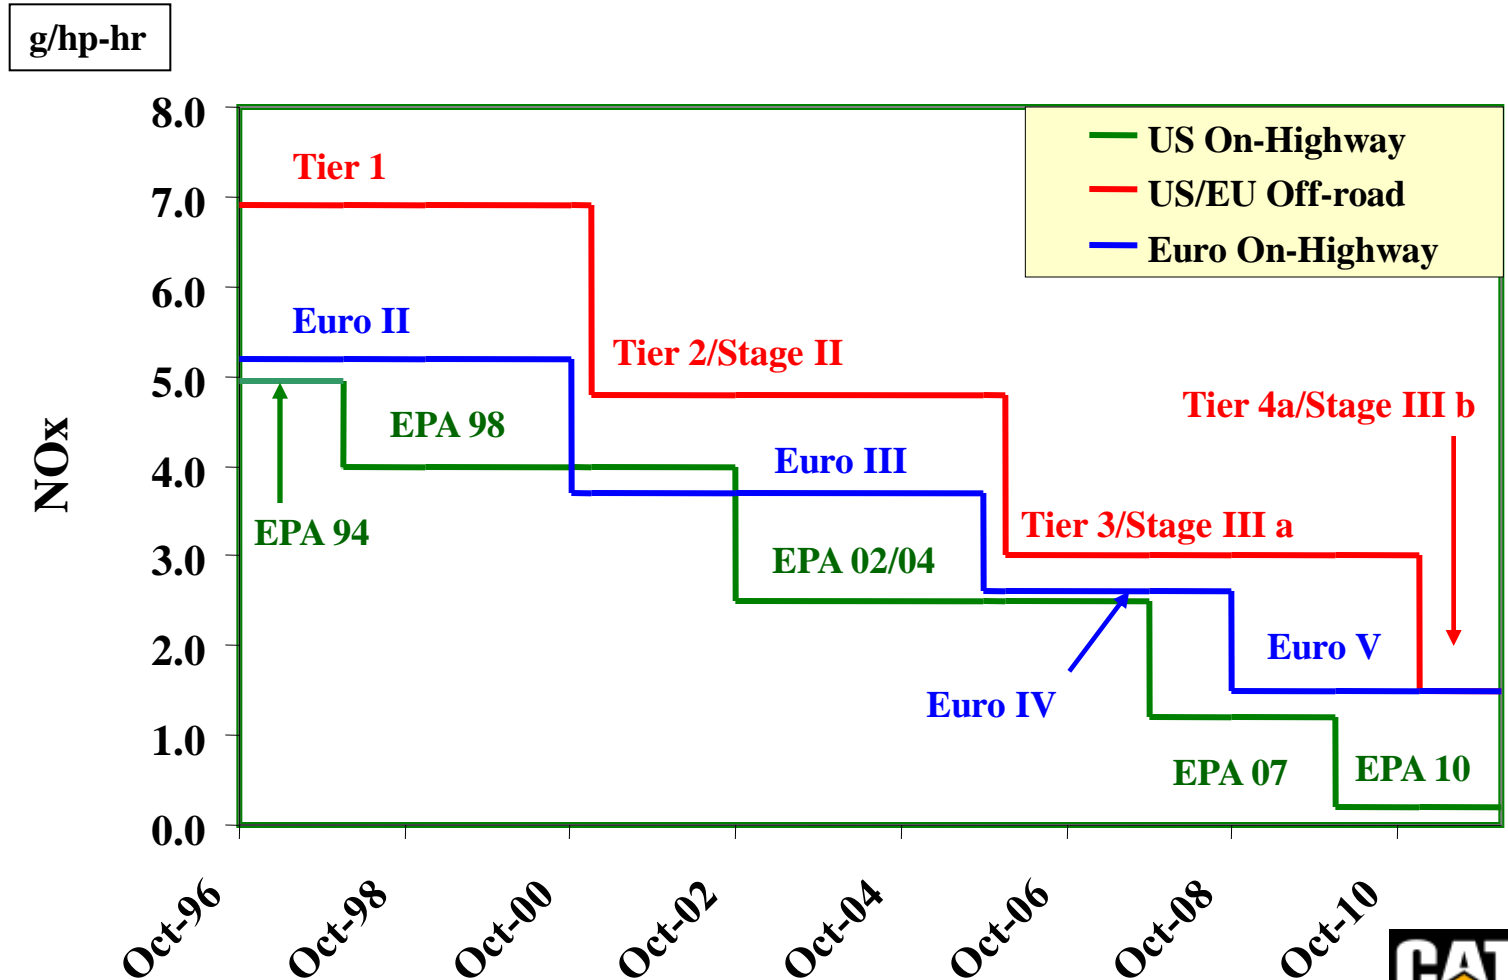 g/hp-hr
8.0
7.0
6.0
5.0
4.0
3.0
2.0
1.0
0.0
NOx
US On-Highway
US/EU Off-road
Euro On-Highway
Tier 1
Euro II
Tier 2/Stage II
EPA 98
Tier 4a/Stage III b
Euro III
EPA 94
Tier 3/Stage III a
EPA 02/04
Euro V
Euro IV
EPA 07
EPA 10
Oct-96
Oct-98
Oct-00
Oct-02
Oct-04
Oct-06
Oct-08
Oct-10
CAT